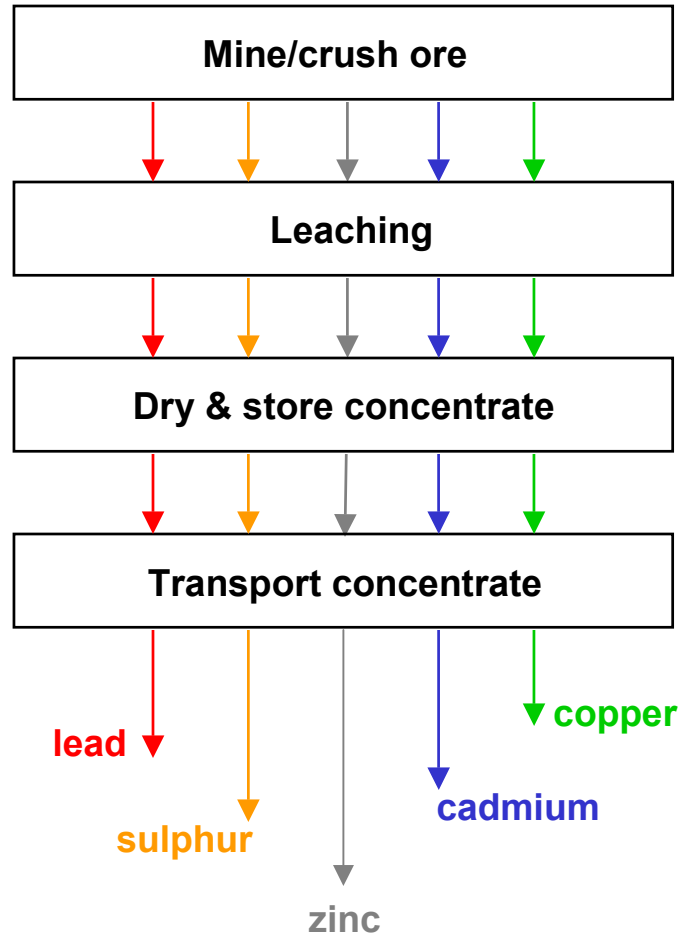 Mine/crush ore
Leaching
Dry & store concentrate
Transport concentrate
copper
lead
cadmium
sulphur
zinc